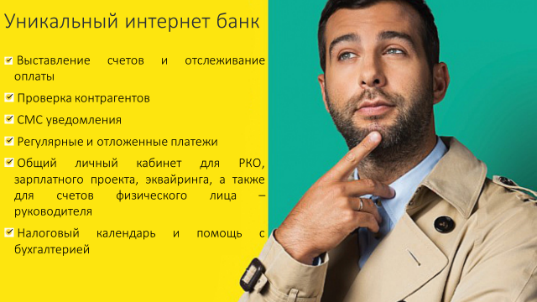 Уникальный интернет банк
Выставление счетов и отслеживание
оплаты
Проверка контрагентов
СМС уведомления
Регулярные и отложенные платежи
Общий личный кабинет для РКО,
зарплатного проекта, эквайринга, а также
для счетов физического лица –
руководителя
Налоговый календарь и помощь с
бухгалтерией